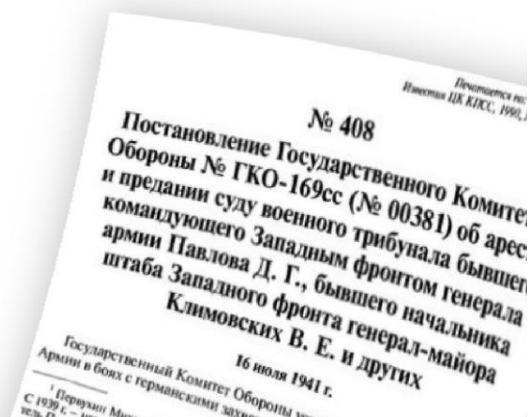 Печатается по:
Известия ЦК КПСС, 1990,
№ 408
Постановление Государственного Комитет
Обороны № ГКО-169сс (№ 00381) об арест
и предании суду военного трибунала бывшег
командующего Западным фронтом генерала
армии Павлова Д. Г., бывшего начальника
штаба Западного фронта генерал-майора
Климовских В. Е. и других
16 июля 1941 г.
Государственный Комитет Обороны
Армии в боях с германскими
С 1939 г.